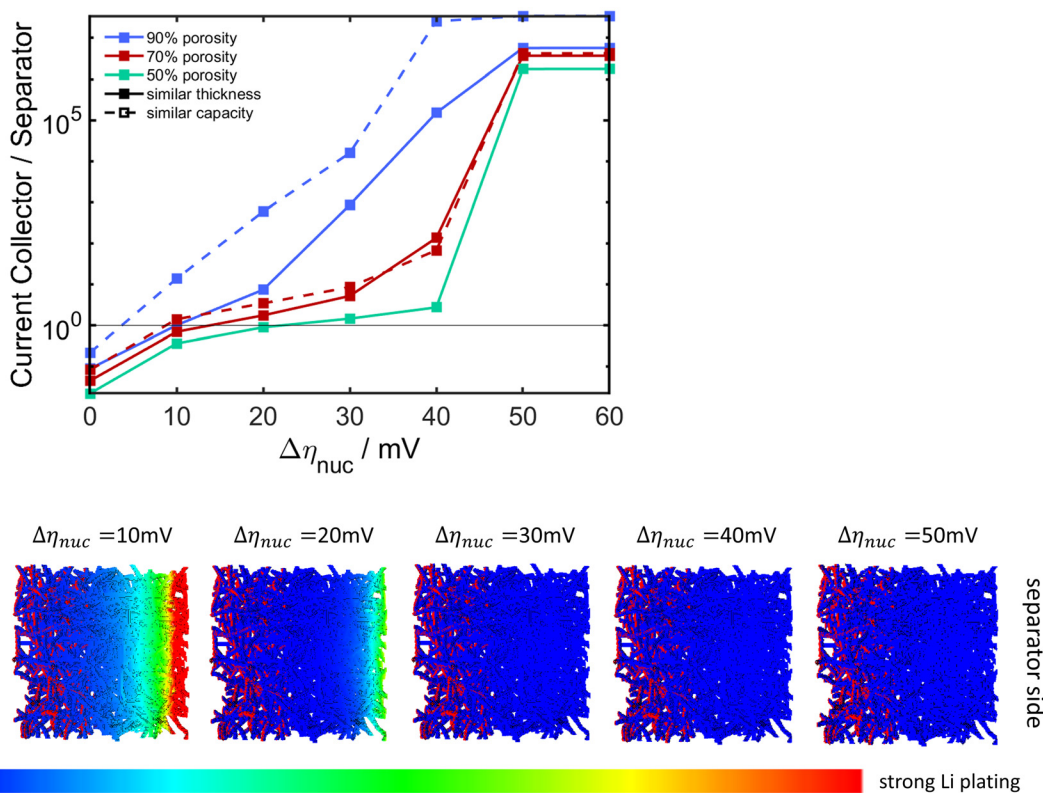 Current Collector / Separator
90% porosity
70% porosity
50% porosity
similar thickness
similar capacity
10^5
10^0
0 10 20 30 40 50 60
Δη_nuc / mV
Δη_nuc =10mV Δη_nuc =20mV Δη_nuc =30mV Δη_nuc =40mV Δη_nuc =50mV
separator side
strong Li plating